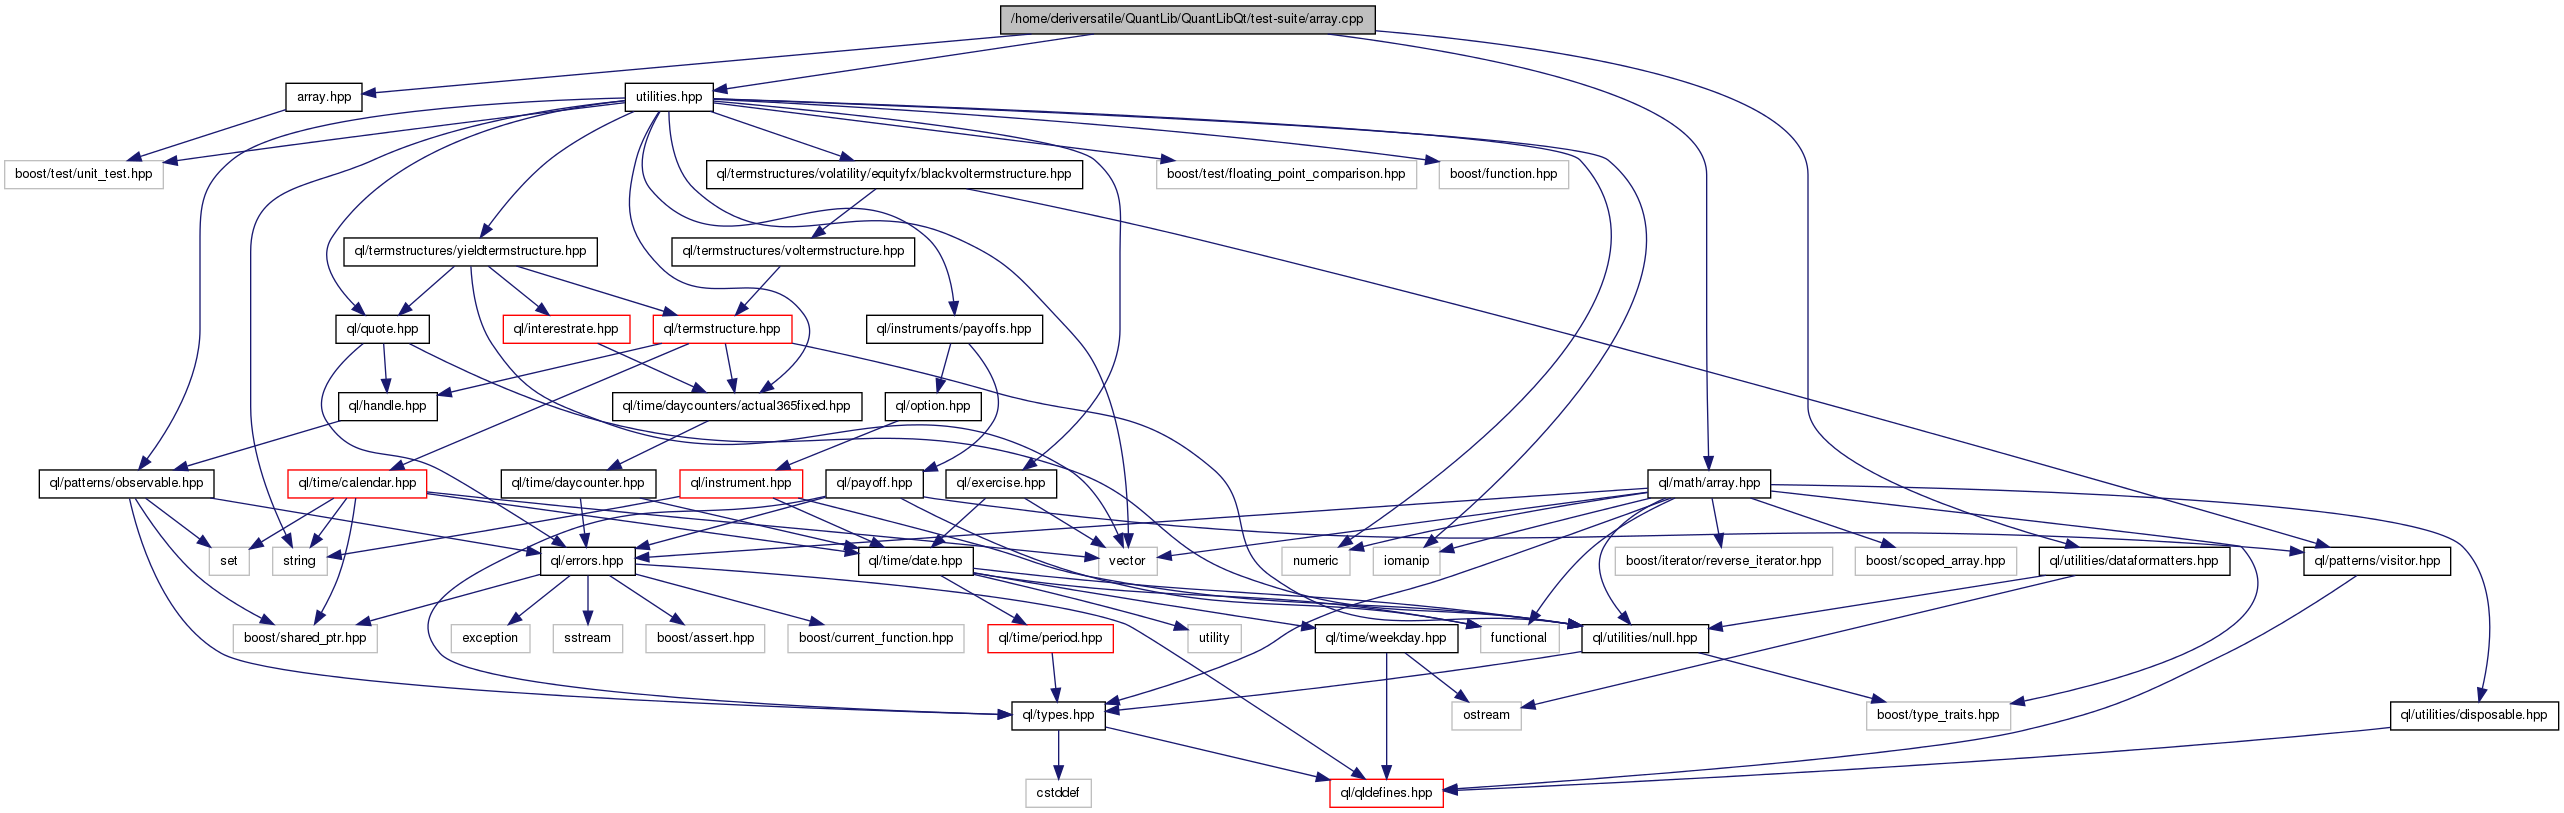 /home/deriversatile/QuantLib/QuantLibQt/test-suite/array.cpp
array.hpp
utilities.hpp
boost/test/unit_test.hpp
ql/termstructures/volatility/equityfx/blackvoltermstructure.hpp
boost/test/floating_point_comparison.hpp
boost/function.hpp
ql/termstructures/yieldtermstructure.hpp
ql/termstructures/voltermstructure.hpp
ql/quote.hpp
ql/interestrate.hpp
ql/termstructure.hpp
ql/instruments/payoffs.hpp
ql/handle.hpp
ql/time/daycounters/actual365fixed.hpp
ql/option.hpp
ql/patterns/observable.hpp
ql/time/calendar.hpp
ql/time/daycounter.hpp
ql/instrument.hpp
ql/payoff.hpp
ql/exercise.hpp
ql/math/array.hpp
set
string
ql/errors.hpp
ql/time/date.hpp
vector
numeric
iomanip
boost/iterator/reverse_iterator.hpp
boost/scoped_array.hpp
ql/utilities/dataformatters.hpp
ql/patterns/visitor.hpp
boost/shared_ptr.hpp
exception
sstream
boost/assert.hpp
boost/current_function.hpp
ql/time/period.hpp
utility
ql/time/weekday.hpp
functional
ql/utilities/null.hpp
ql/types.hpp
ostream
boost/type_traits.hpp
ql/utilities/disposable.hpp
cstddef
ql/qldefines.hpp